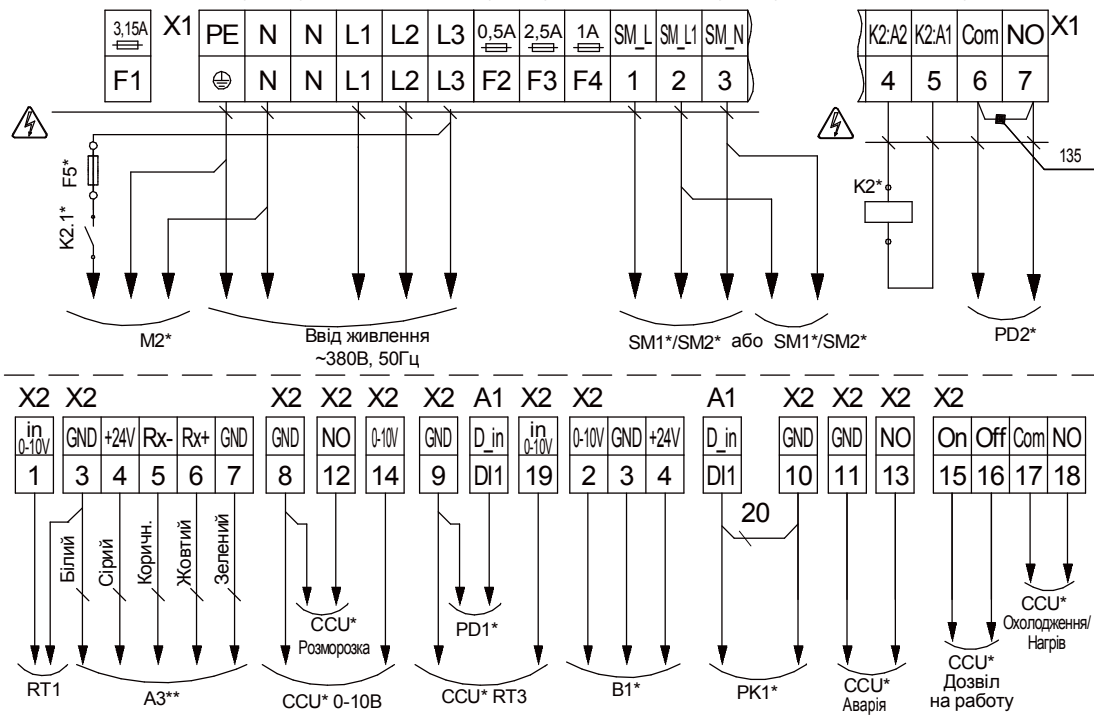 3,15A X1 PE N N L1 L2 L3 0,5A 2,5A 1A SM_L SM_L1 SM_N K2:A2 K2:A1 Com NO X1
F1 N N L1 L2 L3 F2 F3 F4 1 2 3 4 5 6 7
135
F5*
K2.1*
K2*
M2*
Ввід живлення
~380В, 50Гц
SM1*/SM2* або SM1*/SM2*
PD2*
X2 X2 X2 X2 X2 X2 A1 X2 X2 A1 X2 X2 X2 X2
in 0-10V GND +24V Rx- Rx+ GND GND NO 0-10V GND D_in in 0-10V 0-10V GND +24V D_in GND GND NO On Off Com NO
1 3 4 5 6 7 8 12 14 9 DI1 19 2 3 4 DI1 10 11 13 15 16 17 18
20
Білий
Сірий
Коричн.
Жовтий
Зелений
CCU*
Розморозка
PD1*
CCU*
Охолодження/
Нагрів
RT1
A3**
CCU* 0-10В
CCU* RT3
B1*
PK1*
CCU*
Аварія
CCU*
Дозвіл
на работу